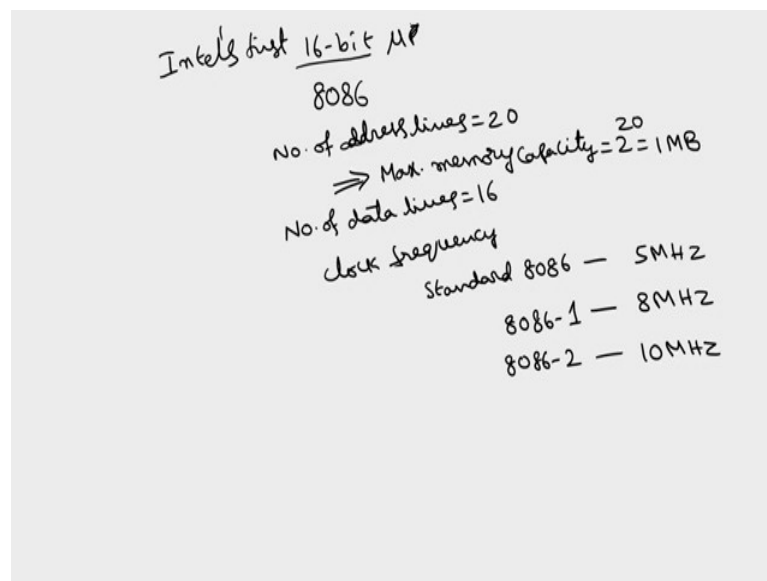 Intel's first 16-bit μP
8086
No. of address lines = 20
⇒ Max. memory capacity = 2^20 = 1MB
No. of data lines = 16
clock frequency
Standard 8086 — 5MHz
8086-1 — 8MHz
8086-2 — 10MHz